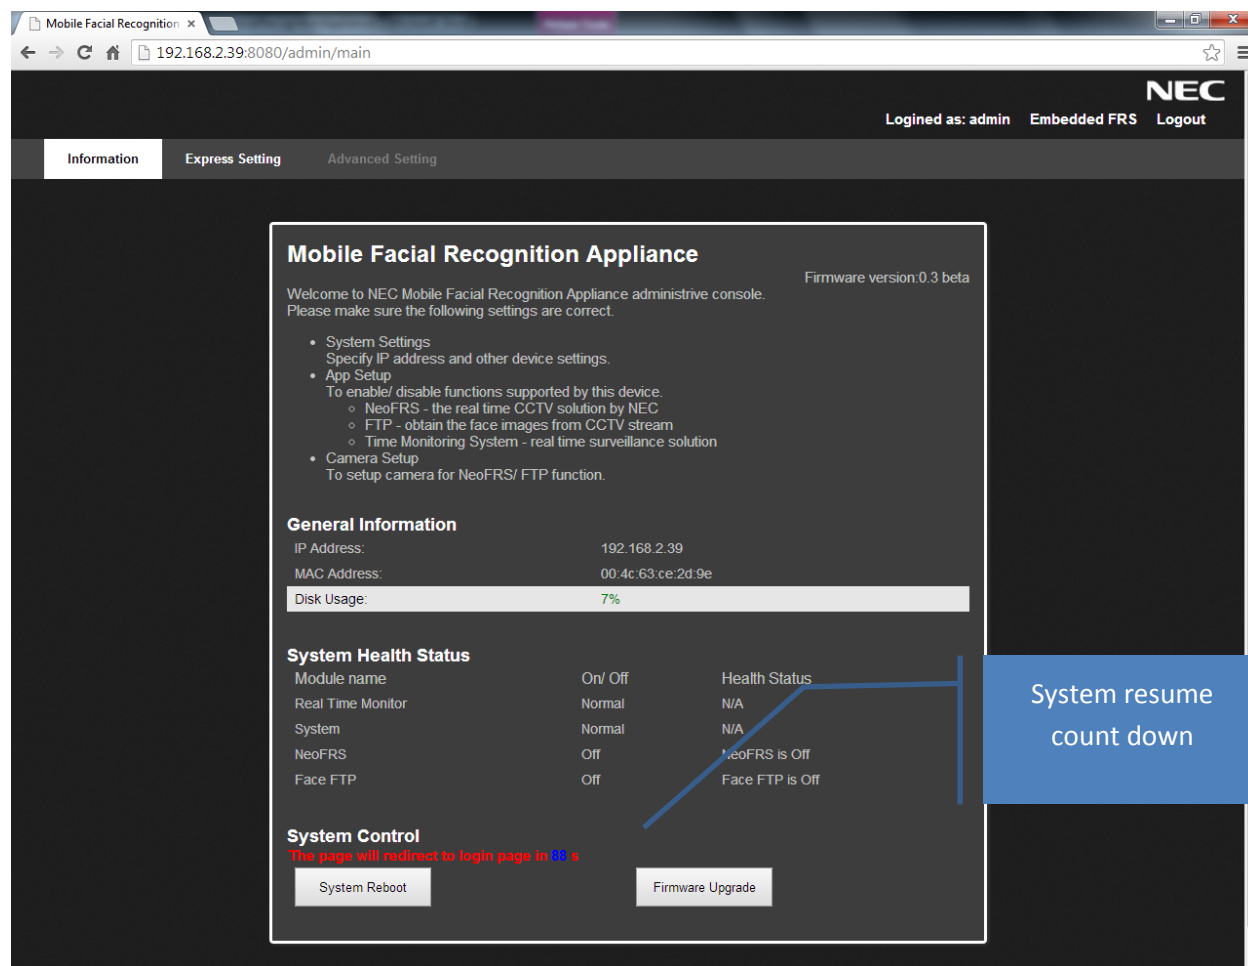 Mobile Facial Recognition ×
192.168.2.39:8080/admin/main
NEC
Logined as: admin Embedded FRS Logout
Information Express Setting Advanced Setting
Mobile Facial Recognition Appliance
Firmware version:0.3 beta
Welcome to NEC Mobile Facial Recognition Appliance administrive console.
Please make sure the following settings are correct.
• System Settings
Specify IP address and other device settings.
• App Setup
To enable/ disable functions supported by this device.
◦ NeoFRS - the real time CCTV solution by NEC
◦ FTP - obtain the face images from CCTV stream
◦ Time Monitoring System - real time surveillance solution
• Camera Setup
To setup camera for NeoFRS/ FTP function.
General Information
IP Address: 192.168.2.39
MAC Address: 00:4c:63:ce:2d:9e
Disk Usage: 7%
System Health Status
Module name On/ Off Health Status
Real Time Monitor Normal N/A
System Normal N/A
NeoFRS Off NeoFRS is Off
Face FTP Off Face FTP is Off
System resume
count down
System Control
The page will redirect to login page in 88 s
System Reboot Firmware Upgrade